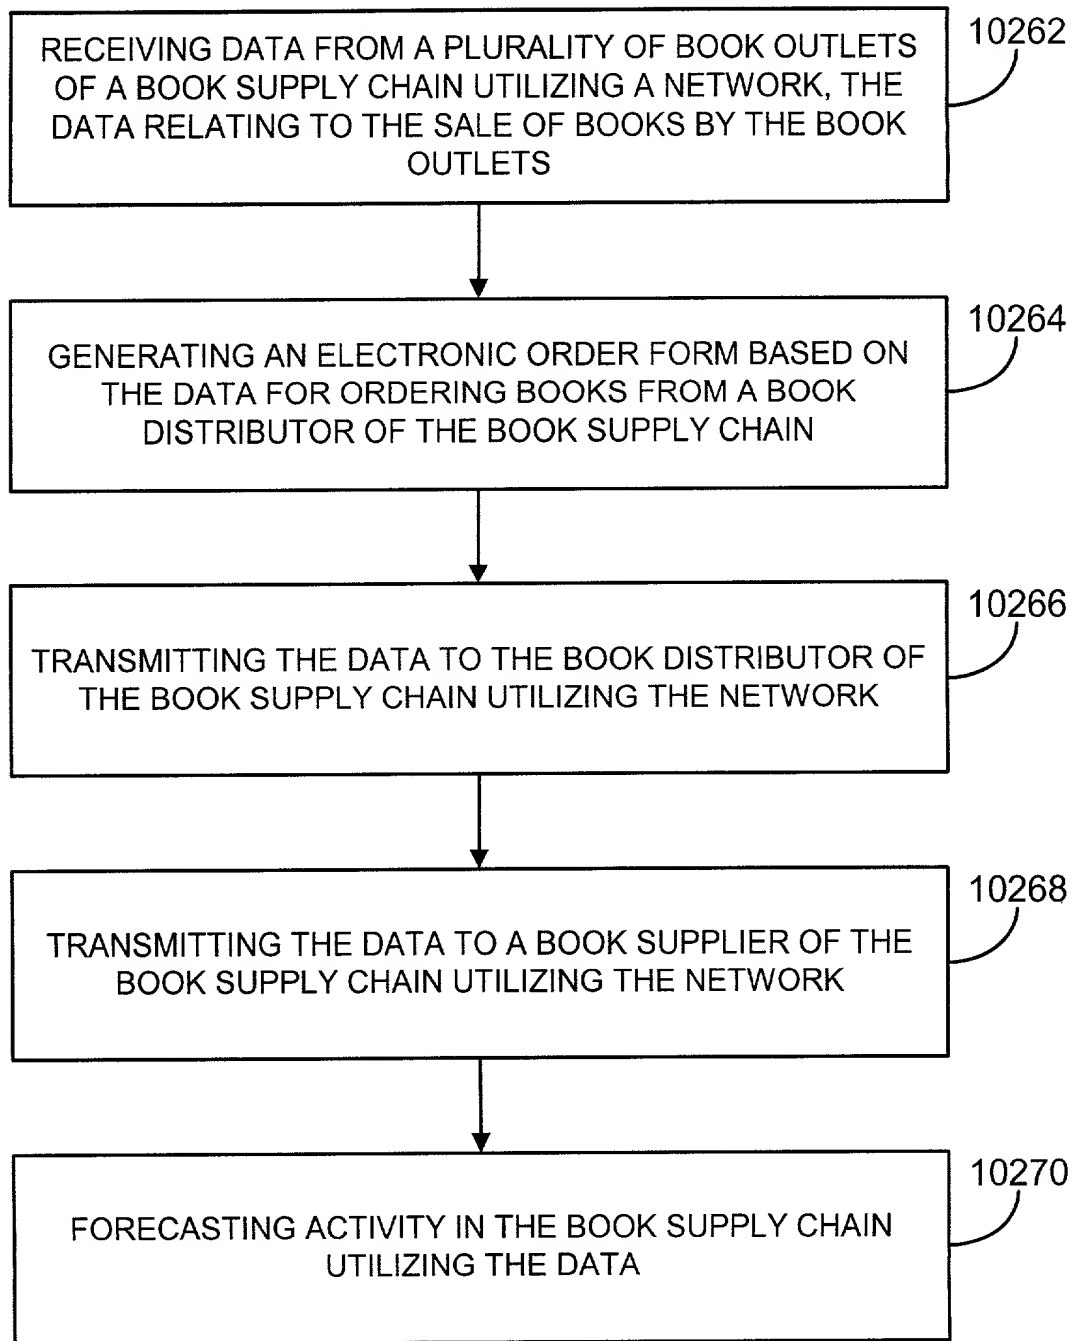 RECEIVING DATA FROM A PLURALITY OF BOOK OUTLETS
OF A BOOK SUPPLY CHAIN UTILIZING A NETWORK, THE
DATA RELATING TO THE SALE OF BOOKS BY THE BOOK
OUTLETS
10262
GENERATING AN ELECTRONIC ORDER FORM BASED ON
THE DATA FOR ORDERING BOOKS FROM A BOOK
DISTRIBUTOR OF THE BOOK SUPPLY CHAIN
10264
TRANSMITTING THE DATA TO THE BOOK DISTRIBUTOR OF
THE BOOK SUPPLY CHAIN UTILIZING THE NETWORK
10266
TRANSMITTING THE DATA TO A BOOK SUPPLIER OF THE
BOOK SUPPLY CHAIN UTILIZING THE NETWORK
10268
FORECASTING ACTIVITY IN THE BOOK SUPPLY CHAIN
UTILIZING THE DATA
10270